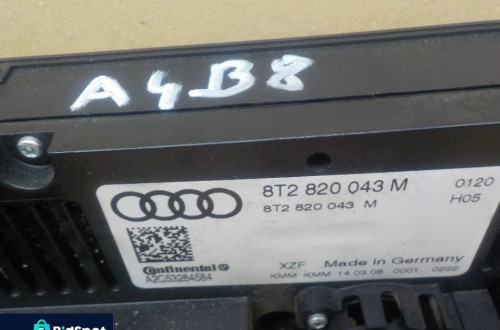 A4B8
8T2 820 043 M
0120
8T2 820 043 M
H05
Continental
A2C53284584
XZF Made in Germany
KMM KMM 14.03.08 0001 0222
BidSpot